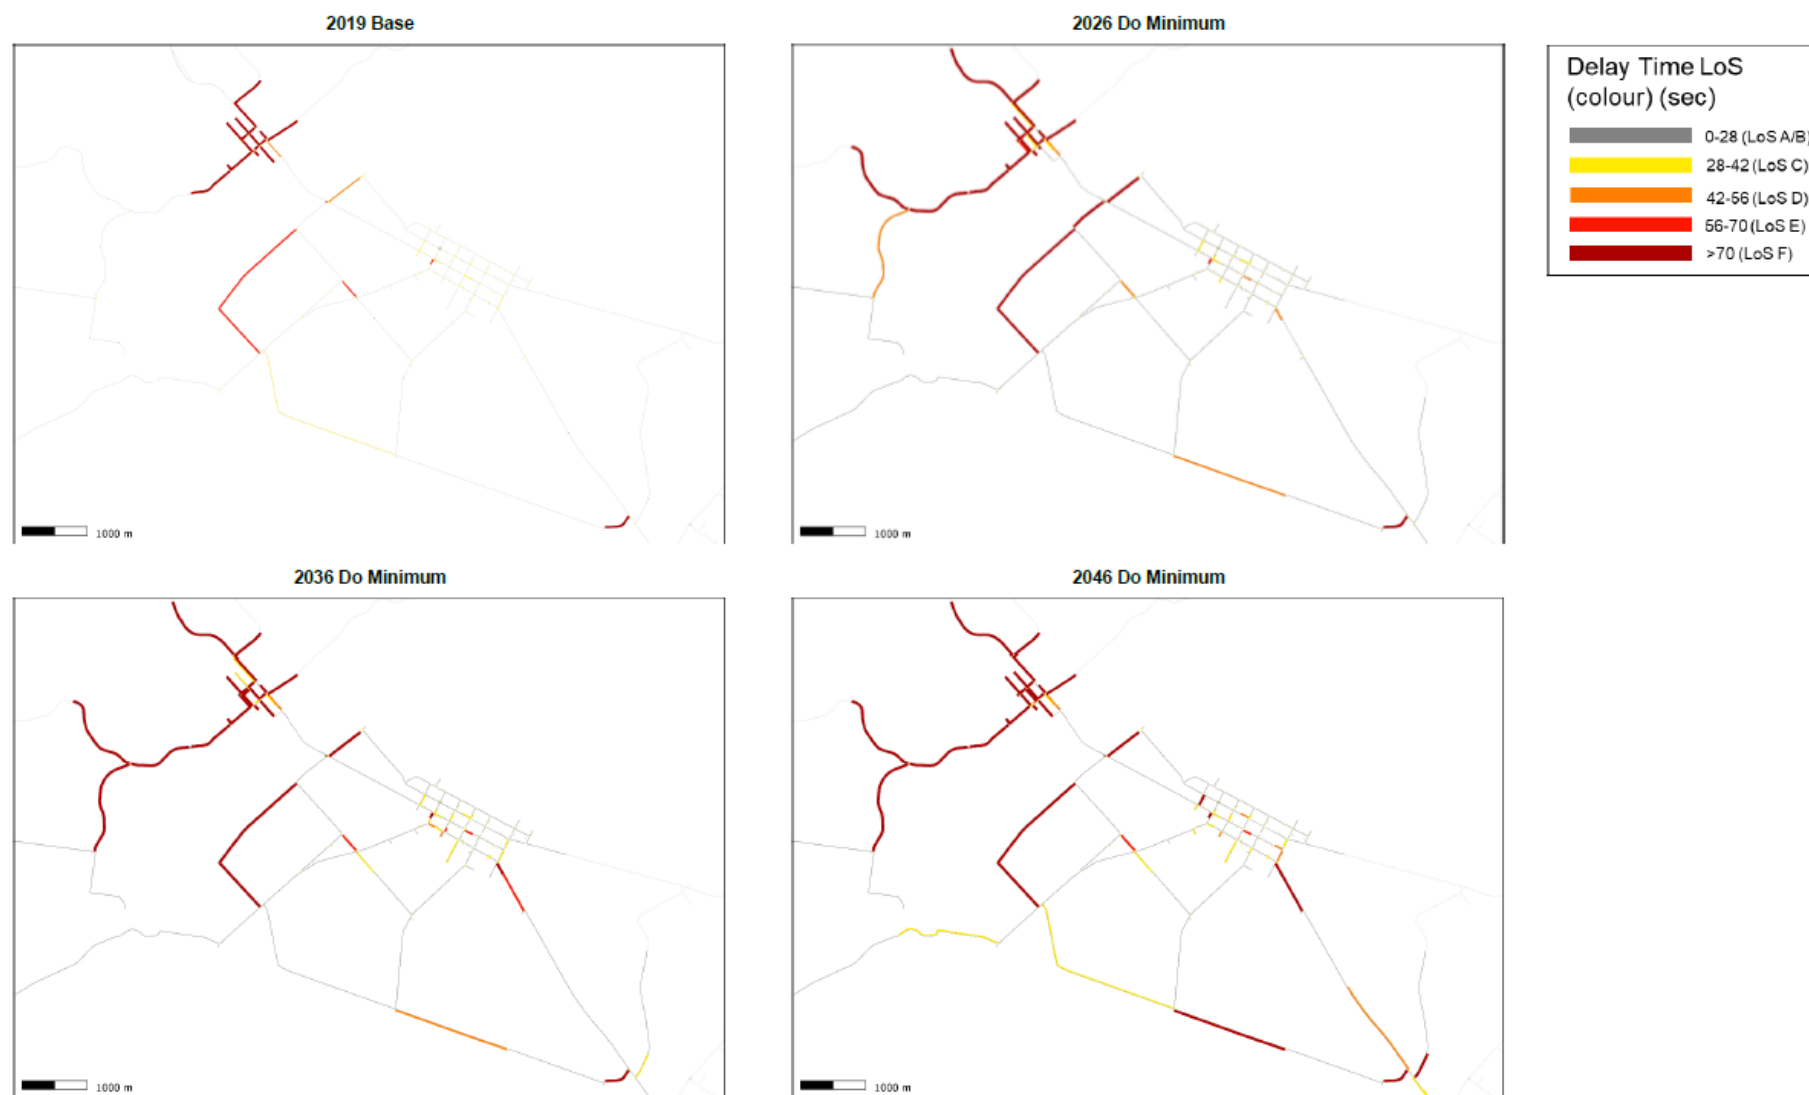 2019 Base
2026 Do Minimum
Delay Time LoS
(colour) (sec)
0-28 (LoS A/B)
28-42 (LoS C)
42-56 (LoS D)
56-70 (LoS E)
>70 (LoS F)
1000 m
1000 m
2036 Do Minimum
2046 Do Minimum
1000 m
1000 m